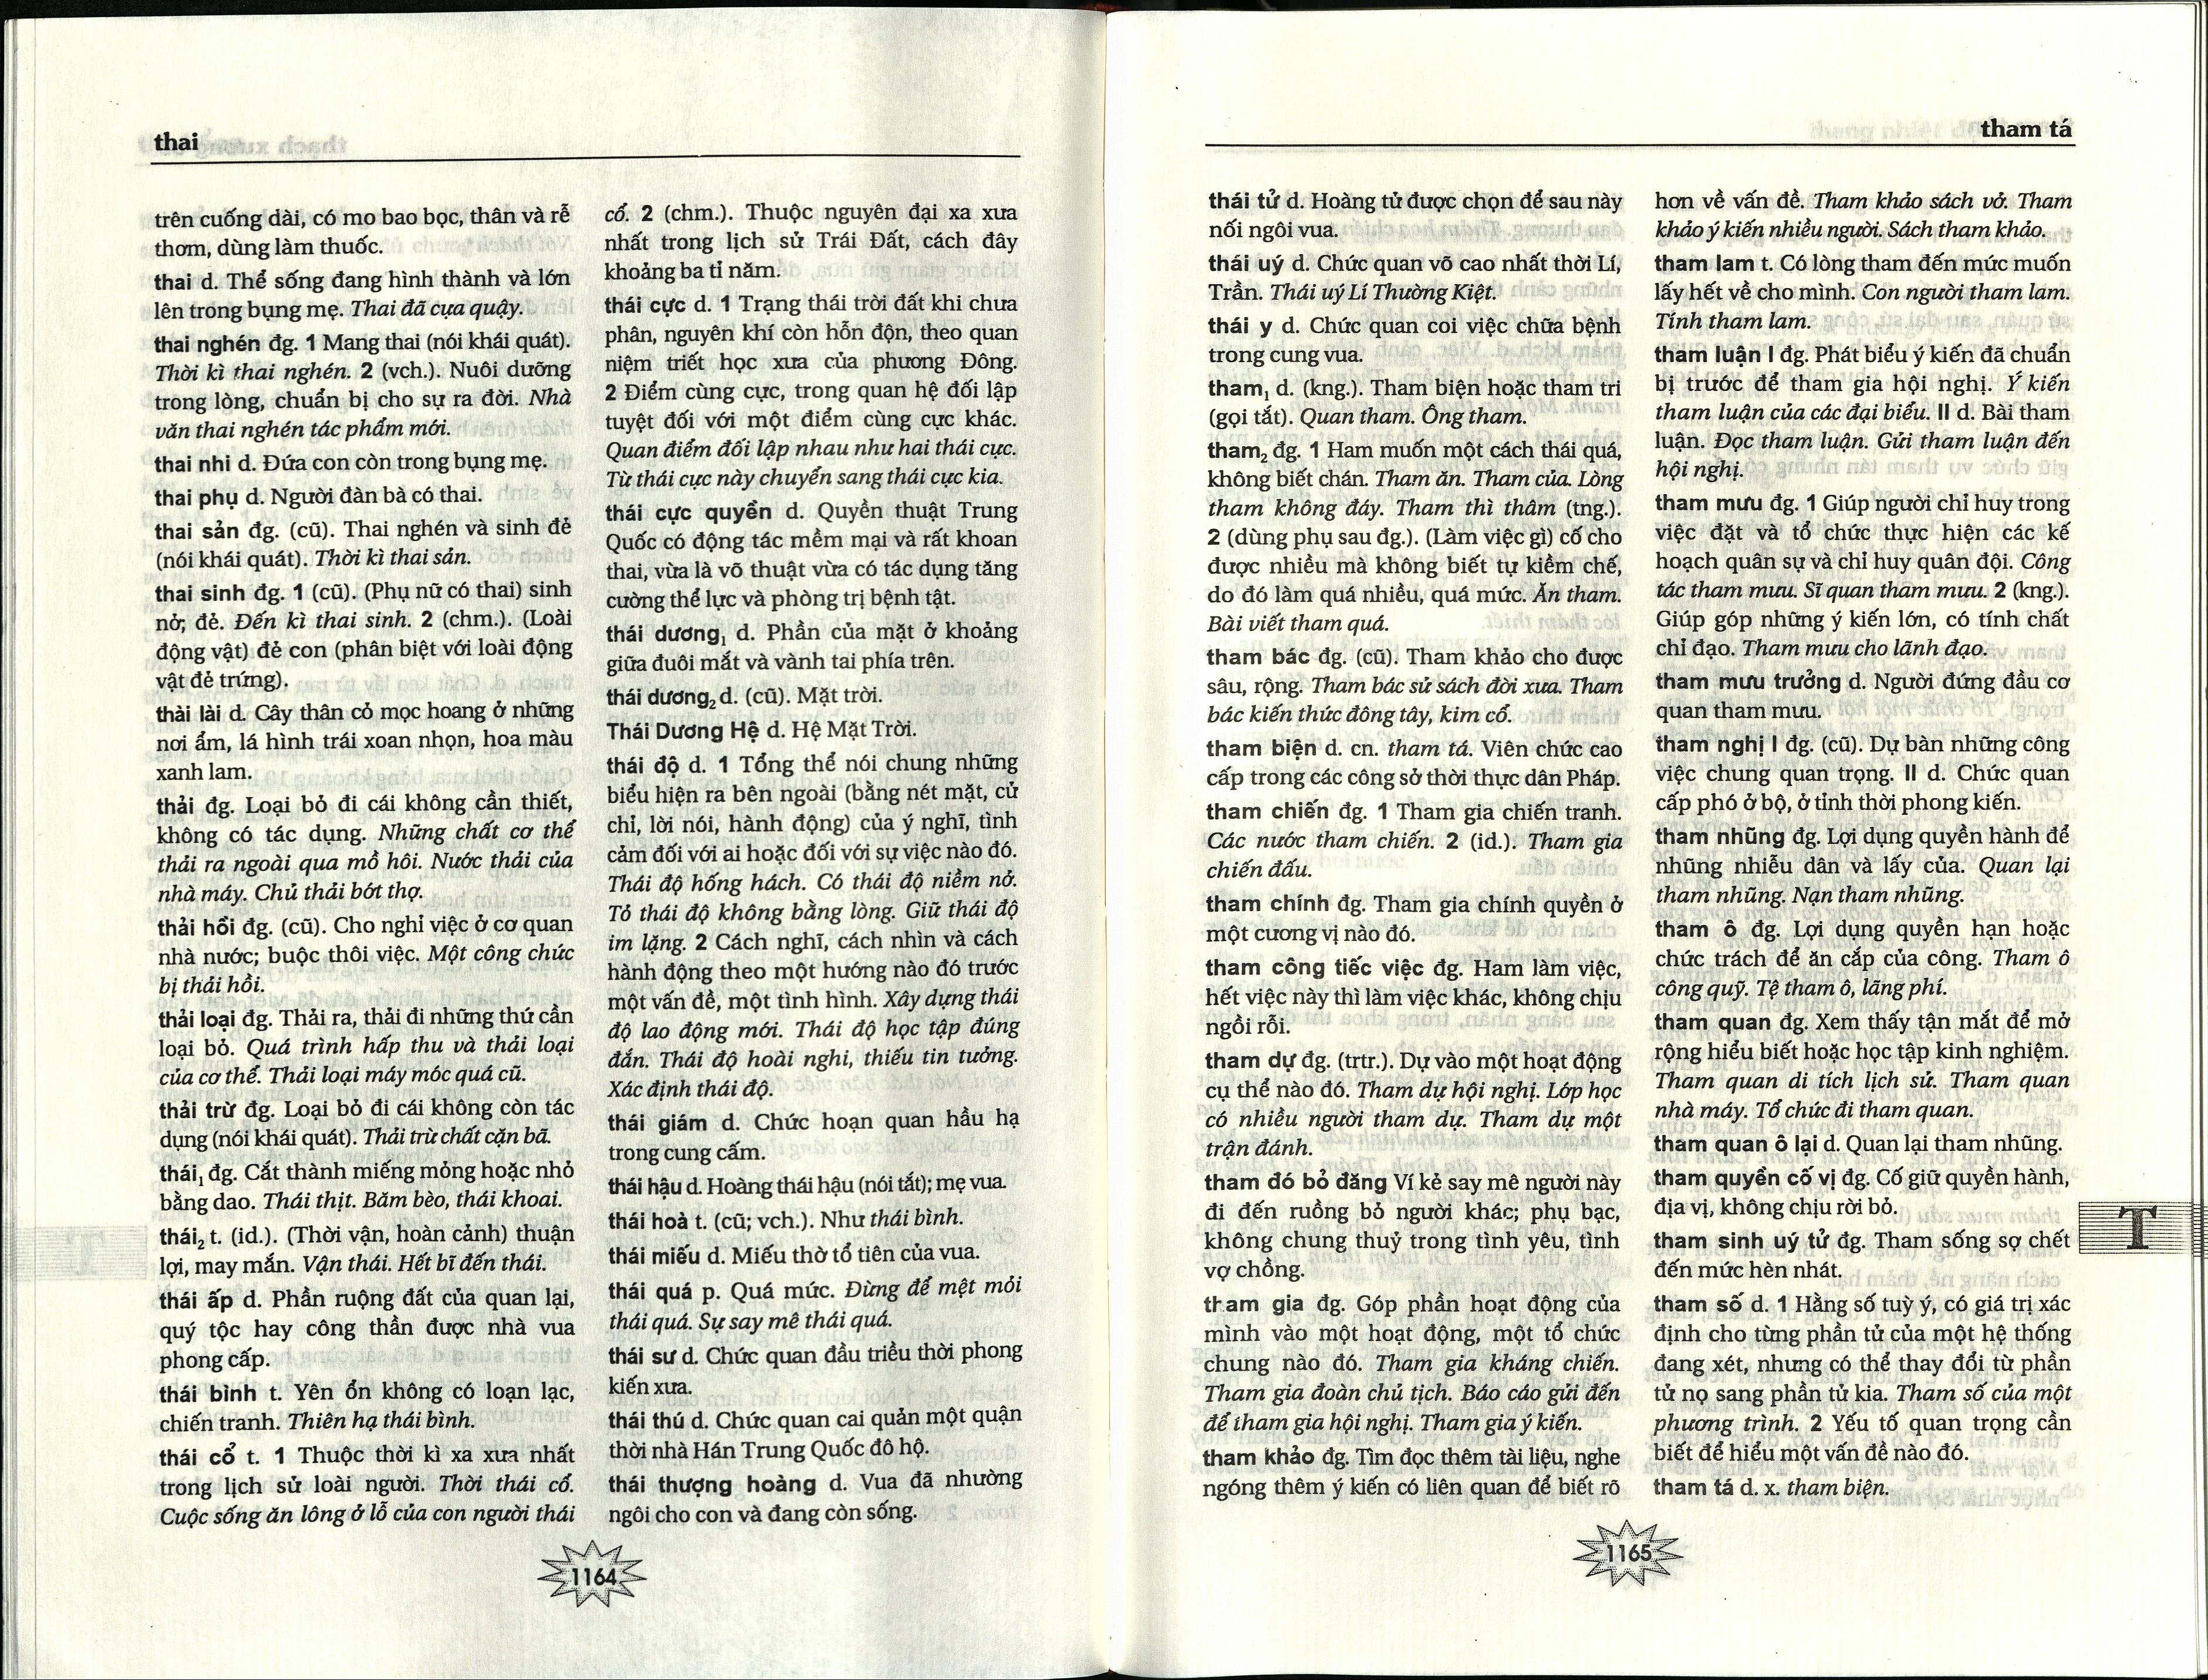 thai
trên cuống dài, có mo bao bọc, thân và rễ
thơm, dùng làm thuốc.
thai d. Thể sống đang hình thành và lớn
lên trong bụng mẹ. Thai đã cựa quậy.
thai nghén đg. 1 Mang thai (nói khái quát).
Thời kì thai nghén. 2 (vch.). Nuôi dưỡng
trong lòng, chuẩn bị cho sự ra đời. Nhà
văn thai nghén tác phẩm mới.
thai nhi d. Đứa con còn trong bụng mẹ.
thai phụ d. Người đàn bà có thai.
thai sản đg. (cũ). Thai nghén và sinh đẻ
(nói khái quát). Thời kì thai sản.
thai sinh đg. 1 (cũ). (Phụ nữ có thai) sinh
nở; đẻ. Đến kì thai sinh. 2 (chm.). (Loài
động vật) đẻ con (phân biệt với loài động
vật đẻ trứng).
thài lài d. Cây thân cỏ mọc hoang ở những
nơi ẩm, lá hình trái xoan nhọn, hoa màu
xanh lam.
thải đg. Loại bỏ đi cái không cần thiết,
không có tác dụng. Những chất cơ thể
thải ra ngoài qua mồ hôi. Nước thải của
nhà máy. Chủ thải bớt thợ.
thải hồi đg. (cũ). Cho nghỉ việc ở cơ quan
nhà nước; buộc thôi việc. Một công chức
bị thải hồi.
thải loại đg. Thải ra, thải đi những thứ cần
loại bỏ. Quá trình hấp thu và thải loại
của cơ thể. Thải loại máy móc quá cũ.
thải trừ đg. Loại bỏ đi cái không còn tác
dụng (nói khái quát). Thải trừ chất cặn bã.
thái₁ đg. Cắt thành miếng mỏng hoặc nhỏ
bằng dao. Thái thịt. Băm bèo, thái khoai.
thái₂ t. (id.). (Thời vận, hoàn cảnh) thuận
lợi, may mắn. Vận thái. Hết bĩ đến thái.
thái ấp d. Phần ruộng đất của quan lại,
quý tộc hay công thần được nhà vua
phong cấp.
thái bình t. Yên ổn không có loạn lạc,
chiến tranh. Thiên hạ thái bình.
thái cổ t. 1 Thuộc thời kì xa xưa nhất
trong lịch sử loài người. Thời thái cổ.
Cuộc sống ăn lông ở lỗ của con người thái
cổ. 2 (chm.). Thuộc nguyên đại xa xưa
nhất trong lịch sử Trái Đất, cách đây
khoảng ba tỉ năm.
thái cực d. 1 Trạng thái trời đất khi chưa
phân, nguyên khí còn hỗn độn, theo quan
niệm triết học xưa của phương Đông.
2 Điểm cùng cực, trong quan hệ đối lập
tuyệt đối với một điểm cùng cực khác.
Quan điểm đối lập nhau như hai thái cực.
Từ thái cực này chuyển sang thái cực kia.
thái cực quyền d. Quyền thuật Trung
Quốc có động tác mềm mại và rất khoan
thai, vừa là võ thuật vừa có tác dụng tăng
cường thể lực và phòng trị bệnh tật.
thái dương₁ d. Phần của mặt ở khoảng
giữa đuôi mắt và vành tai phía trên.
thái dương₂ d. (cũ). Mặt trời.
Thái Dương Hệ d. Hệ Mặt Trời.
thái độ d. 1 Tổng thể nói chung những
biểu hiện ra bên ngoài (bằng nét mặt, cử
chỉ, lời nói, hành động) của ý nghĩ, tình
cảm đối với ai hoặc đối với sự việc nào đó.
Thái độ hống hách. Có thái độ niềm nở.
Tỏ thái độ không bằng lòng. Giữ thái độ
im lặng. 2 Cách nghĩ, cách nhìn và cách
hành động theo một hướng nào đó trước
một vấn đề, một tình hình. Xây dựng thái
độ lao động mới. Thái độ học tập đúng
đắn. Thái độ hoài nghi, thiếu tin tưởng.
Xác định thái độ.
thái giám d. Chức hoạn quan hầu hạ
trong cung cấm.
thái hậu d. Hoàng thái hậu (nói tắt); mẹ vua.
thái hoà t. (cũ; vch.). Như thái bình.
thái miếu d. Miếu thờ tổ tiên của vua.
thái quá p. Quá mức. Đừng để mệt mỏi
thái quá. Sự say mê thái quá.
thái sư d. Chức quan đầu triều thời phong
kiến xưa.
thái thú d. Chức quan cai quản một quận
thời nhà Hán Trung Quốc đô hộ.
thái thượng hoàng d. Vua đã nhường
ngôi cho con và đang còn sống.
1164
tham tá
thái tử d. Hoàng tử được chọn để sau này
nối ngôi vua.
thái uý d. Chức quan võ cao nhất thời Lí,
Trần. Thái uý Lí Thường Kiệt.
thái y d. Chức quan coi việc chữa bệnh
trong cung vua.
tham₁ d. (kng.). Tham biện hoặc tham tri
(gọi tắt). Quan tham. Ông tham.
tham₂ đg. 1 Ham muốn một cách thái quá,
không biết chán. Tham ăn. Tham của. Lòng
tham không đáy. Tham thì thâm (tng.).
2 (dùng phụ sau đg.). (Làm việc gì) cố cho
được nhiều mà không biết tự kiềm chế,
do đó làm quá nhiều, quá mức. Ăn tham.
Bài viết tham quá.
tham bác đg. (cũ). Tham khảo cho được
sâu, rộng. Tham bác sử sách đời xưa. Tham
bác kiến thức đông tây, kim cổ.
tham biện d. cn. tham tá. Viên chức cao
cấp trong các công sở thời thực dân Pháp.
tham chiến đg. 1 Tham gia chiến tranh.
Các nước tham chiến. 2 (id.). Tham gia
chiến đấu.
tham chính đg. Tham gia chính quyền ở
một cương vị nào đó.
tham công tiếc việc đg. Ham làm việc,
hết việc này thì làm việc khác, không chịu
ngồi rỗi.
tham dự đg. (trtr.). Dự vào một hoạt động
cụ thể nào đó. Tham dự hội nghị. Lớp học
có nhiều người tham dự. Tham dự một
trận đánh.
tham đó bỏ đăng Ví kẻ say mê người này
đi đến ruồng bỏ người khác; phụ bạc,
không chung thuỷ trong tình yêu, tình
vợ chồng.
tham gia đg. Góp phần hoạt động của
mình vào một hoạt động, một tổ chức
chung nào đó. Tham gia kháng chiến.
Tham gia đoàn chủ tịch. Báo cáo gửi đến
để tham gia hội nghị. Tham gia ý kiến.
tham khảo đg. Tìm đọc thêm tài liệu, nghe
ngóng thêm ý kiến có liên quan để biết rõ
hơn về vấn đề. Tham khảo sách vở. Tham
khảo ý kiến nhiều người. Sách tham khảo.
tham lam t. Có lòng tham đến mức muốn
lấy hết về cho mình. Con người tham lam.
Tính tham lam.
tham luận I đg. Phát biểu ý kiến đã chuẩn
bị trước để tham gia hội nghị. Ý kiến
tham luận của các đại biểu. II d. Bài tham
luận. Đọc tham luận. Gửi tham luận đến
hội nghị.
tham mưu đg. 1 Giúp người chỉ huy trong
việc đặt và tổ chức thực hiện các kế
hoạch quân sự và chỉ huy quân đội. Công
tác tham mưu. Sĩ quan tham mưu. 2 (kng.).
Giúp góp những ý kiến lớn, có tính chất
chỉ đạo. Tham mưu cho lãnh đạo.
tham mưu trưởng d. Người đứng đầu cơ
quan tham mưu.
tham nghị I đg. (cũ). Dự bàn những công
việc chung quan trọng. II d. Chức quan
cấp phó ở bộ, ở tỉnh thời phong kiến.
tham nhũng đg. Lợi dụng quyền hành để
nhũng nhiễu dân và lấy của. Quan lại
tham nhũng. Nạn tham nhũng.
tham ô đg. Lợi dụng quyền hạn hoặc
chức trách để ăn cắp của công. Tham ô
công quỹ. Tệ tham ô, lãng phí.
tham quan đg. Xem thấy tận mắt để mở
rộng hiểu biết hoặc học tập kinh nghiệm.
Tham quan di tích lịch sử. Tham quan
nhà máy. Tổ chức đi tham quan.
tham quan ô lại d. Quan lại tham nhũng.
tham quyền cố vị đg. Cố giữ quyền hành,
địa vị, không chịu rời bỏ.
tham sinh uý tử đg. Tham sống sợ chết
đến mức hèn nhát.
tham số d. 1 Hằng số tuỳ ý, có giá trị xác
định cho từng phần tử của một hệ thống
đang xét, nhưng có thể thay đổi từ phần
tử nọ sang phần tử kia. Tham số của một
phương trình. 2 Yếu tố quan trọng cần
biết để hiểu một vấn đề nào đó.
tham tá d. x. tham biện.
T
1165